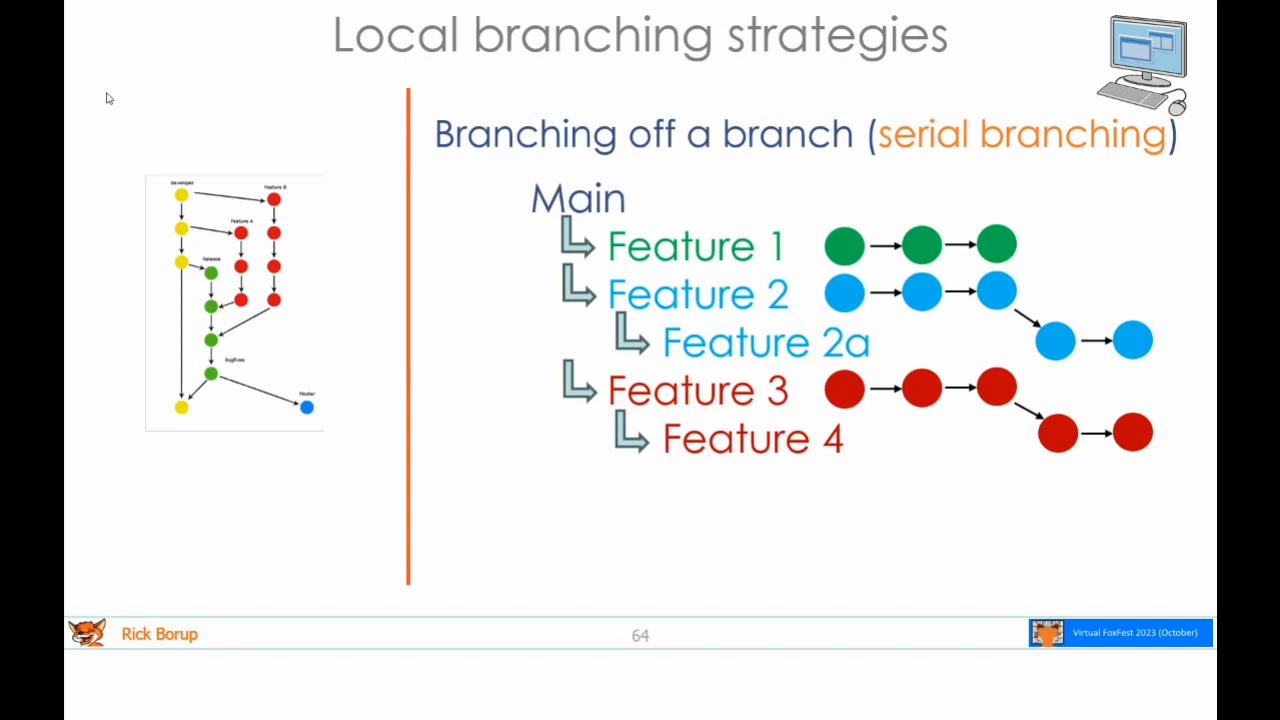 Local branching strategies
Branching off a branch (serial branching)
developer
Feature B
Feature A
Release
Bugfixes
Master
Main
Feature 1
Feature 2
Feature 2a
Feature 3
Feature 4
Rick Borup
64
Virtual FoxFest 2023 (October)